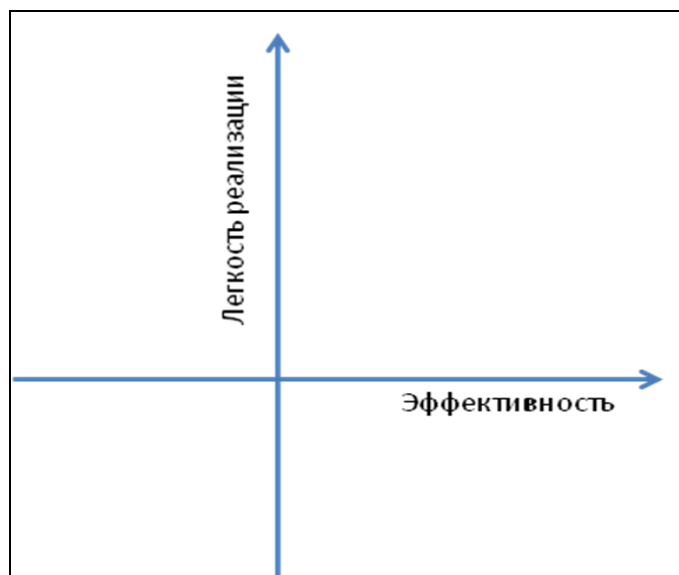 Легкость реализации
Эффективность